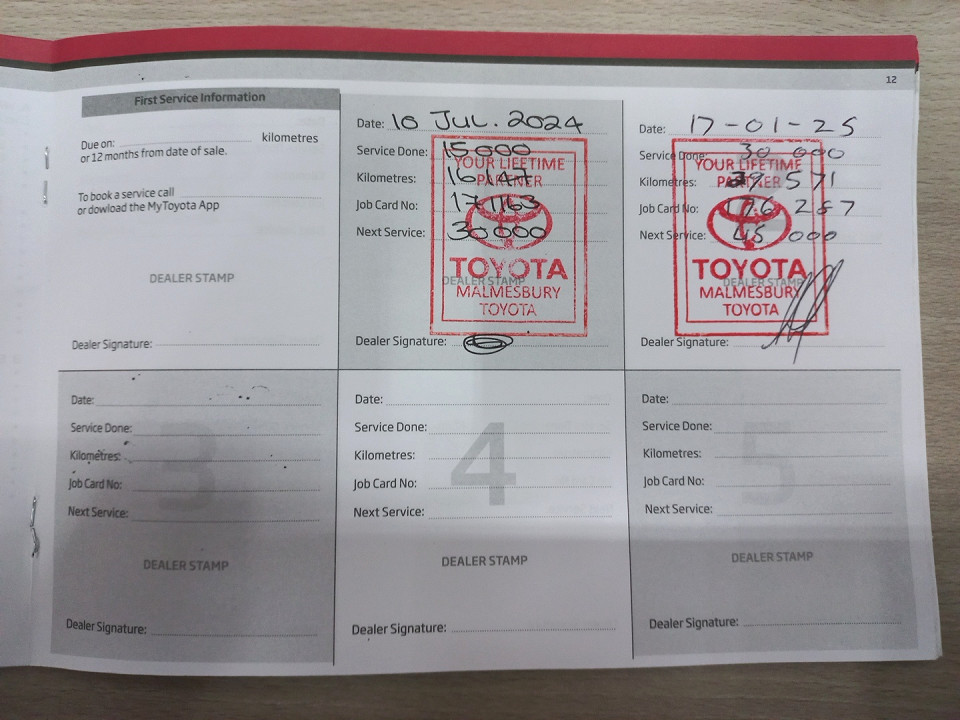 12
First Service Information
Due on: kilometres
or 12 months from date of sale.
To book a service call
or dowload the MyToyota App
DEALER STAMP
Dealer Signature:
Date: 10 JUL. 2024
Service Done: 15000
Kilometres: 16147
Job Card No: 171163
Next Service: 30000
YOUR LIFETIME
PARTNER
TOYOTA
DEALER STAMP
MALMESBURY
TOYOTA
Dealer Signature:
Date: 17-01-25
Service Done: 30 000
Kilometres: 29 571
Job Card No: 176 287
Next Service: 45 000
YOUR LIFETIME
PARTNER
TOYOTA
DEALER STAMP
MALMESBURY
TOYOTA
Dealer Signature:
3
Date:
Service Done:
Kilometres:
Job Card No:
Next Service:
DEALER STAMP
Dealer Signature:
4
Date:
Service Done:
Kilometres:
Job Card No:
Next Service:
DEALER STAMP
Dealer Signature:
5
Date:
Service Done:
Kilometres:
Job Card No:
Next Service:
DEALER STAMP
Dealer Signature: